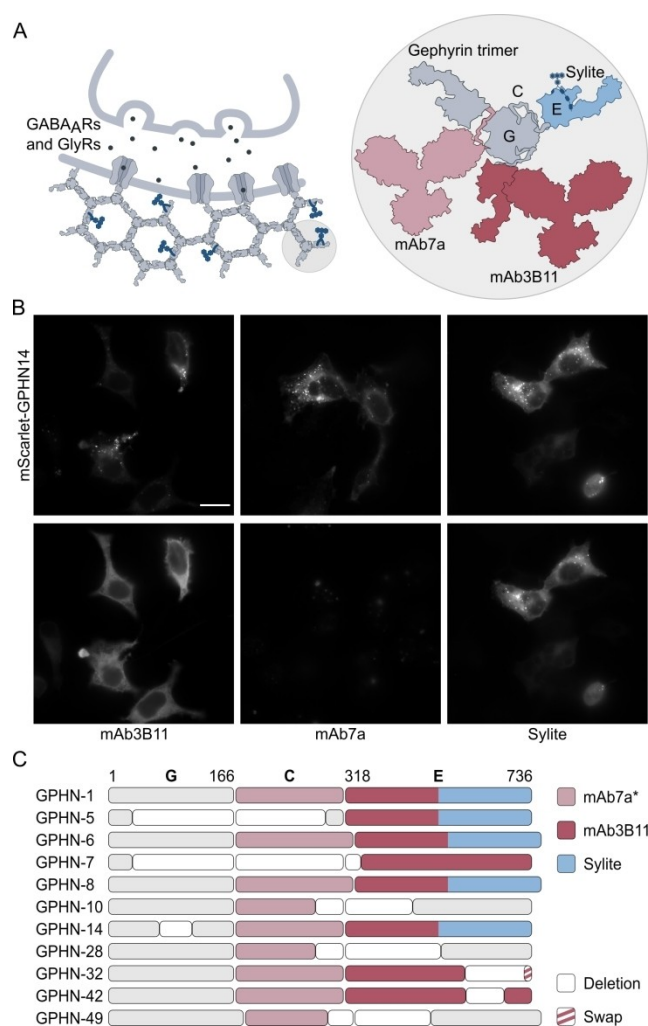 A
GABAARs
and GlyRs
Gephyrin trimer
C
Sylite
E
G
mAb7a
mAb3B11
B
mScarlet-GPHN14
mAb3B11
mAb7a
Sylite
C
1 G 166 C 318 E 736
GPHN-1
GPHN-5
GPHN-6
GPHN-7
GPHN-8
GPHN-10
GPHN-14
GPHN-28
GPHN-32
GPHN-42
GPHN-49
mAb7a*
mAb3B11
Sylite
Deletion
Swap